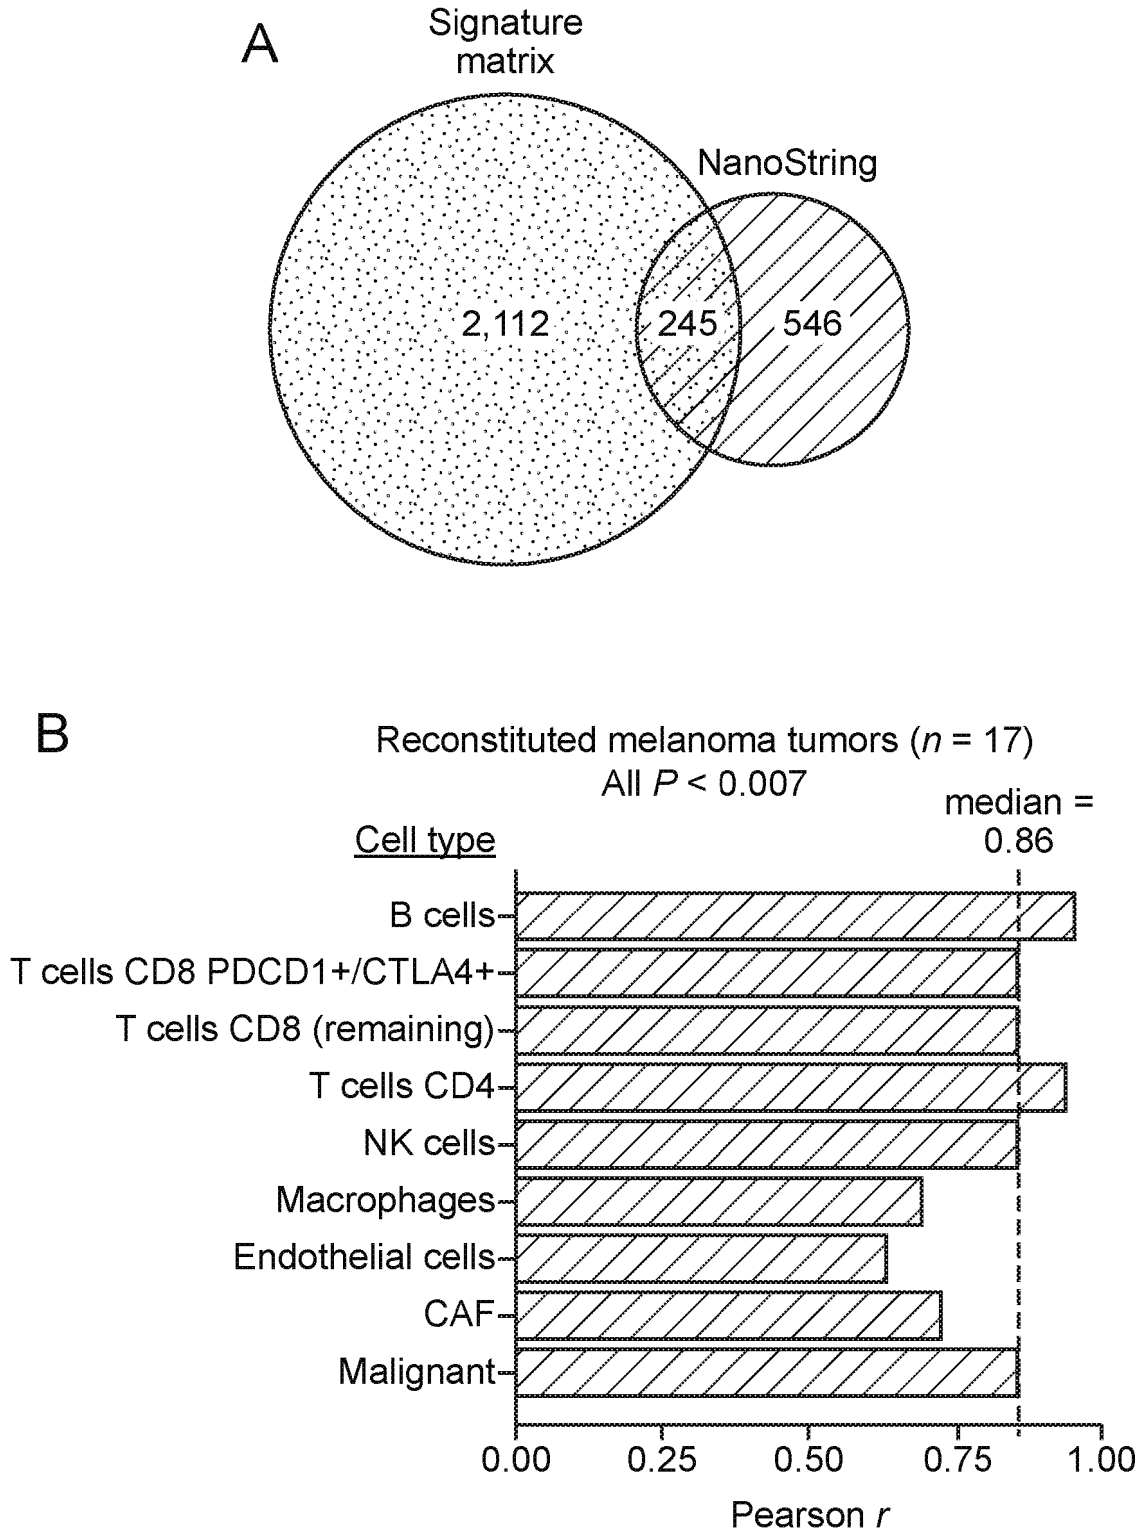 A
Signature
matrix
NanoString
2,112
245
546
B
Reconstituted melanoma tumors (n = 17)
All P < 0.007
median =
0.86
Cell type
B cells
T cells CD8 PDCD1+/CTLA4+
T cells CD8 (remaining)
T cells CD4
NK cells
Macrophages
Endothelial cells
CAF
Malignant
0.00 0.25 0.50 0.75 1.00
Pearson r